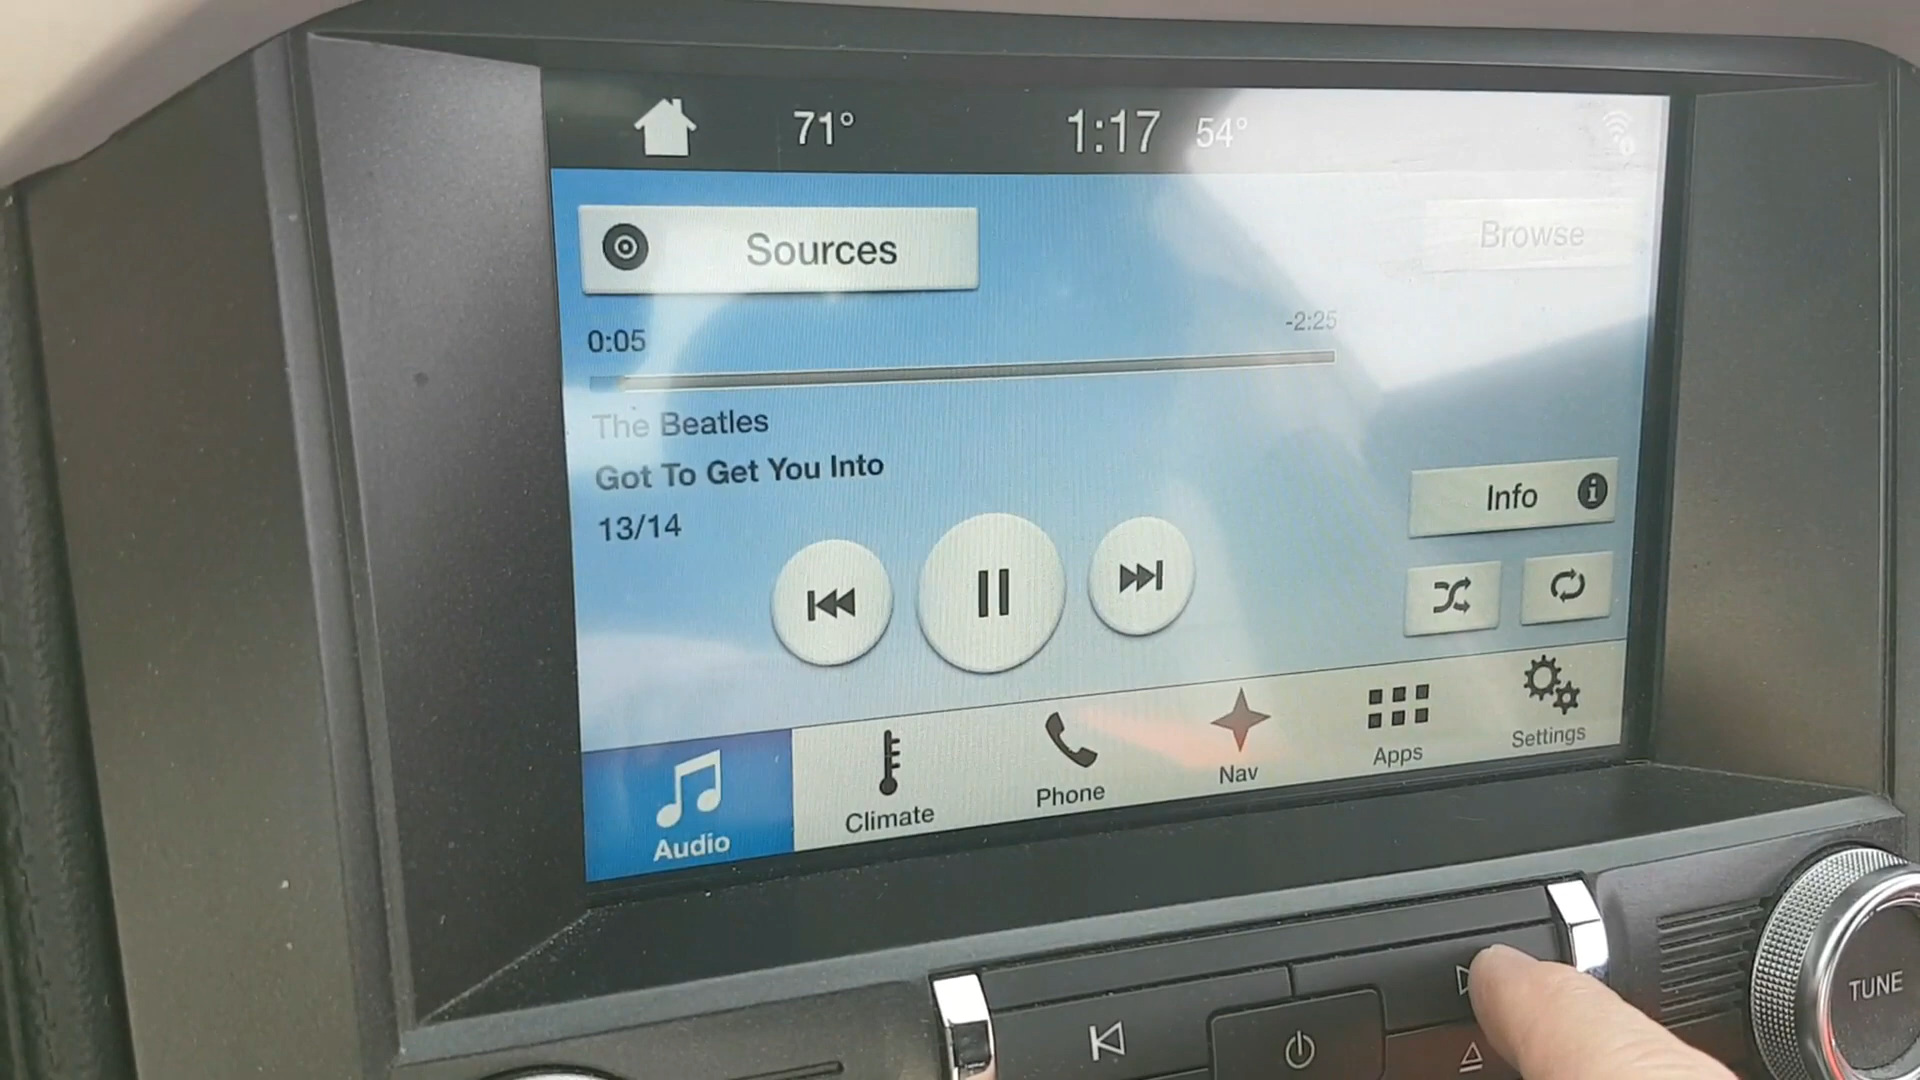 71° 1:17 54°
Sources
Browse
0:05 -2:25
The Beatles
Got To Get You Into
13/14
Info
Audio Climate Phone Nav Apps Settings
TUNE